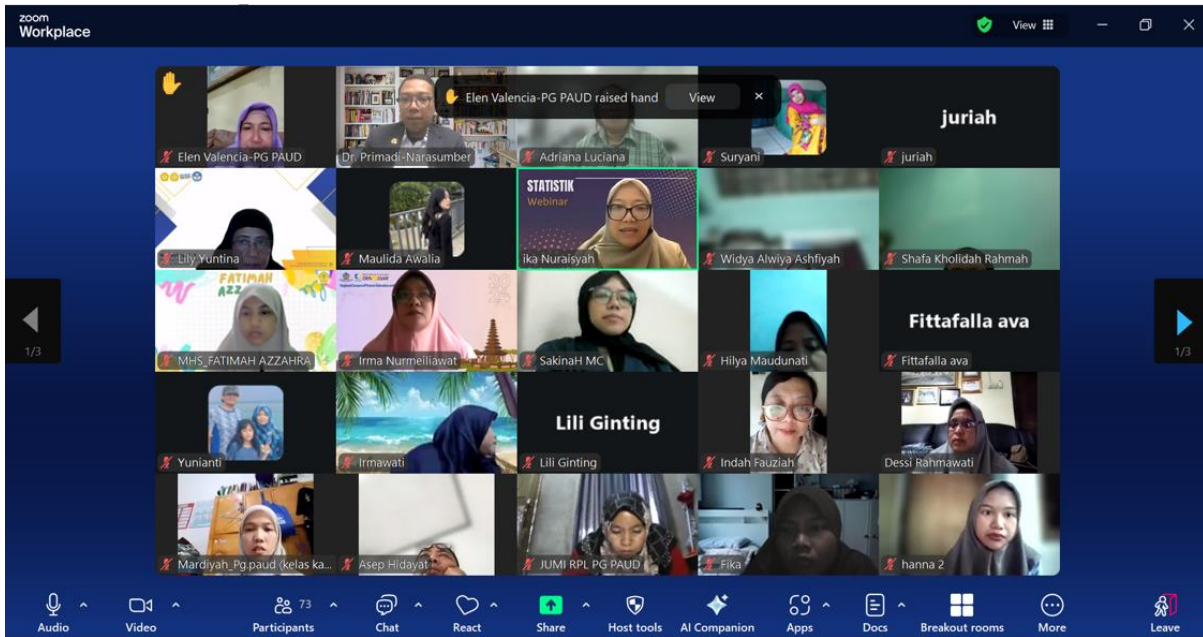 zoom
Workplace
View
Elen Valencia-PG PAUD raised hand View
Elen Valencia-PG PAUD
Dr. Primadi-Narasumber
Adriana Luciana
Suryani
juriah
juriah
Lily Yuntina
Maulida Awalia
STATISTIK
Webinar
ika Nuraisyah
Widya Alwiya Ashfiyah
Shafa Kholidah Rahmah
FATIMAH
AZZ
MHS_FATIMAH AZZAHRA
Irma Nurmeiliawat
SakinaH MC
Hilya Maudunati
Fittafalla ava
Fittafalla ava
Yunianti
Irmawati
Lili Ginting
Lili Ginting
Indah Fauziah
Dessi Rahmawati
Mardiyah_Pg.paud (kelas ka...
Asep Hidayat
JUMI RPL PG PAUD
Fika
hanna 2
1/3
1/3
Audio
Video
73
Participants
Chat
React
Share
Host tools
AI Companion
Apps
Docs
Breakout rooms
More
Leave